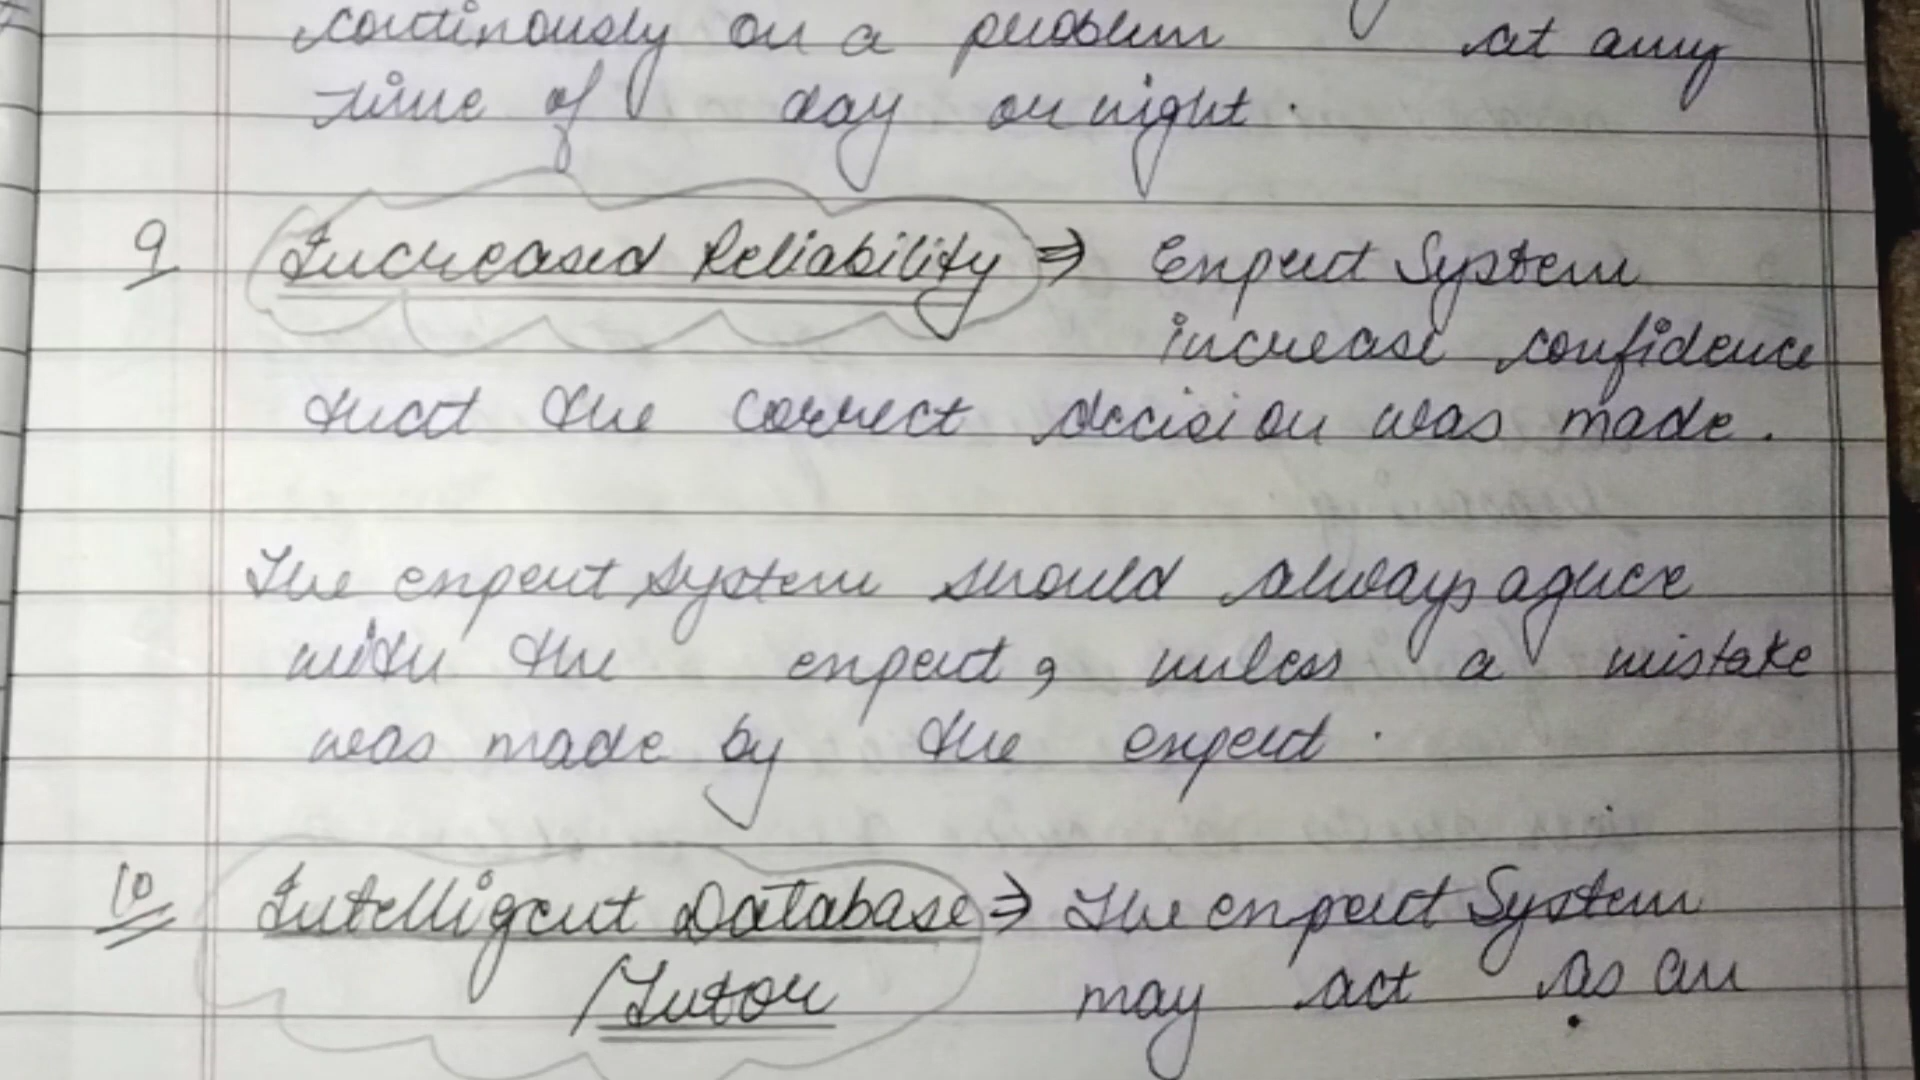 continously on a problem at any
time of day or night.
9 Increased Reliability ⇒ Expert System
increase confidence
that the correct decision was made.
The expert system should always agree
with the expert, unless a mistake
was made by the expert.
10 Intelligent Database ⇒ The expert System
/Tutor may act as an